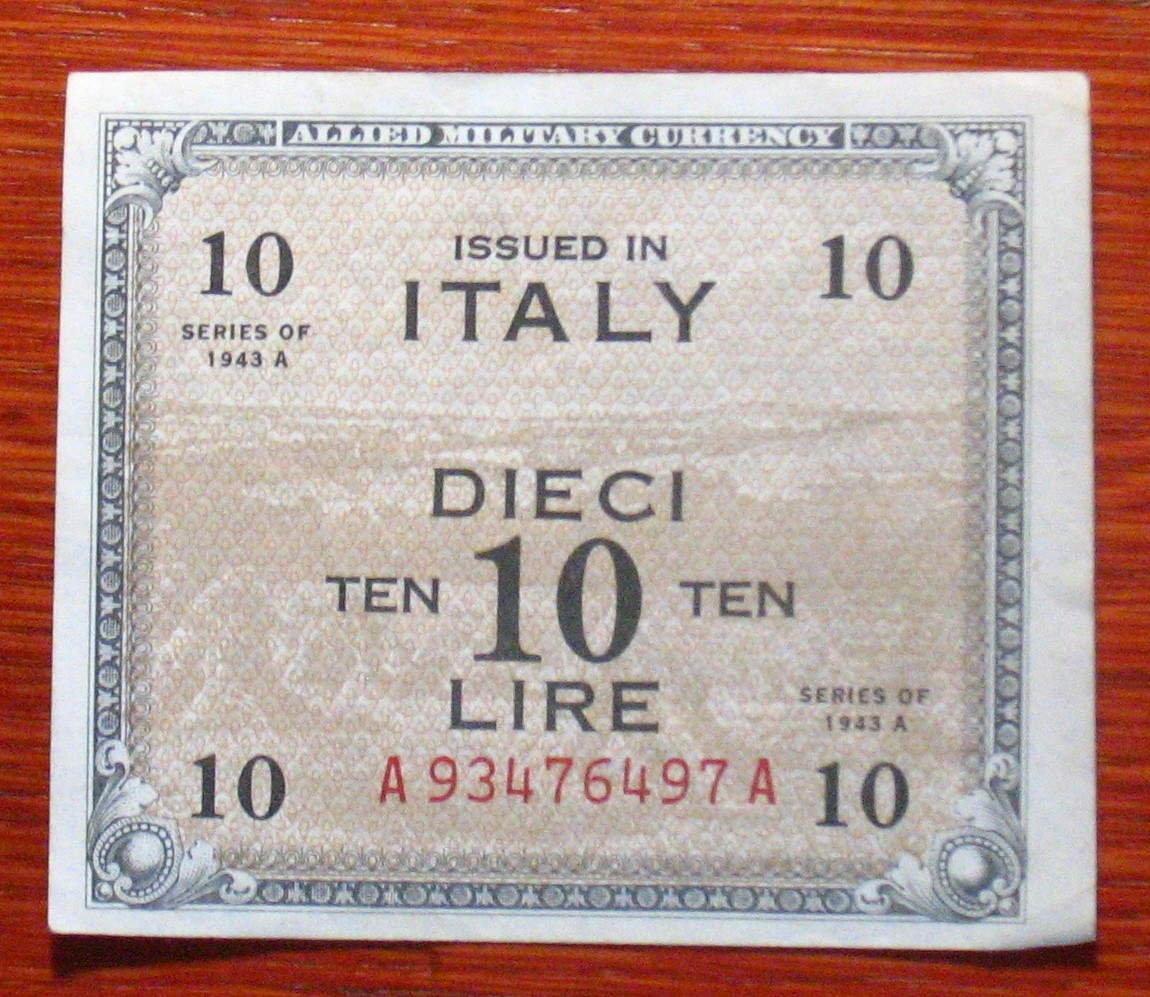 ALLIED MILITARY CURRENCY
10 ISSUED IN 10
ITALY
SERIES OF
1943 A
DIECI
TEN 10 TEN
LIRE
SERIES OF
1943 A
10 A93476497A 10